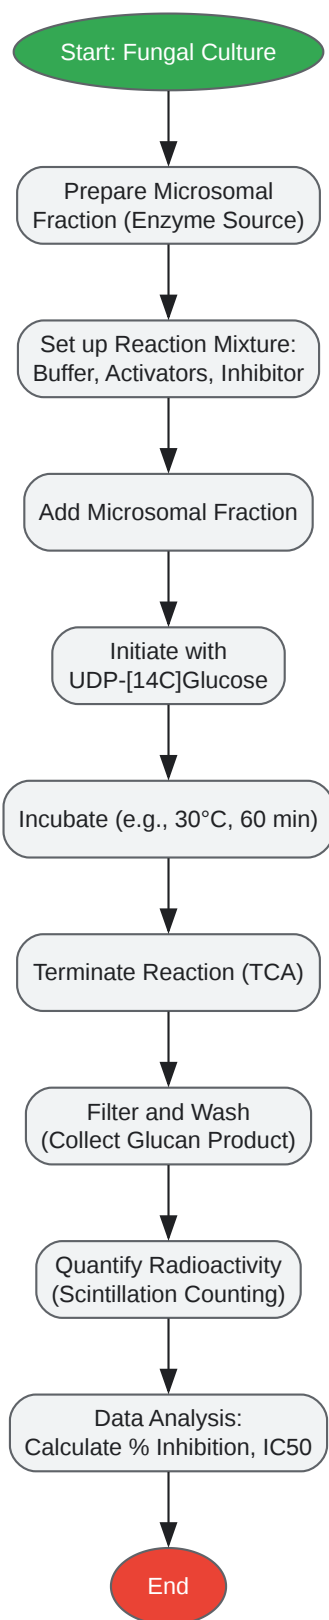 Start: Fungal Culture
Prepare Microsomal
Fraction (Enzyme Source)
Set up Reaction Mixture:
Buffer, Activators, Inhibitor
Add Microsomal Fraction
Initiate with
UDP-[14C]Glucose
Incubate (e.g., 30°C, 60 min)
Terminate Reaction (TCA)
Filter and Wash
(Collect Glucan Product)
Quantify Radioactivity
(Scintillation Counting)
Data Analysis:
Calculate % Inhibition, IC50
End